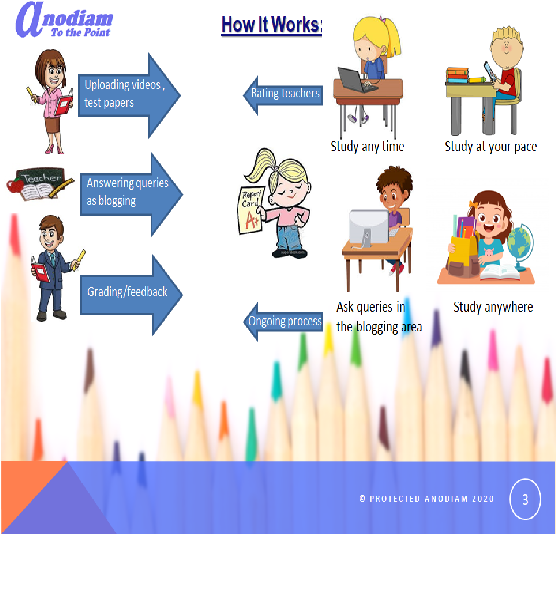 Anodiam
To the Point
How It Works:
Uploading videos,
test papers
Rating teachers
Study any time
Study at your pace
Teacher
Answering queries
as blogging
Report
Card
A+
Grading/feedback
Ongoing process
Ask queries in
the blogging area
Study anywhere
© PROTECTED ANODIAM 2020
3